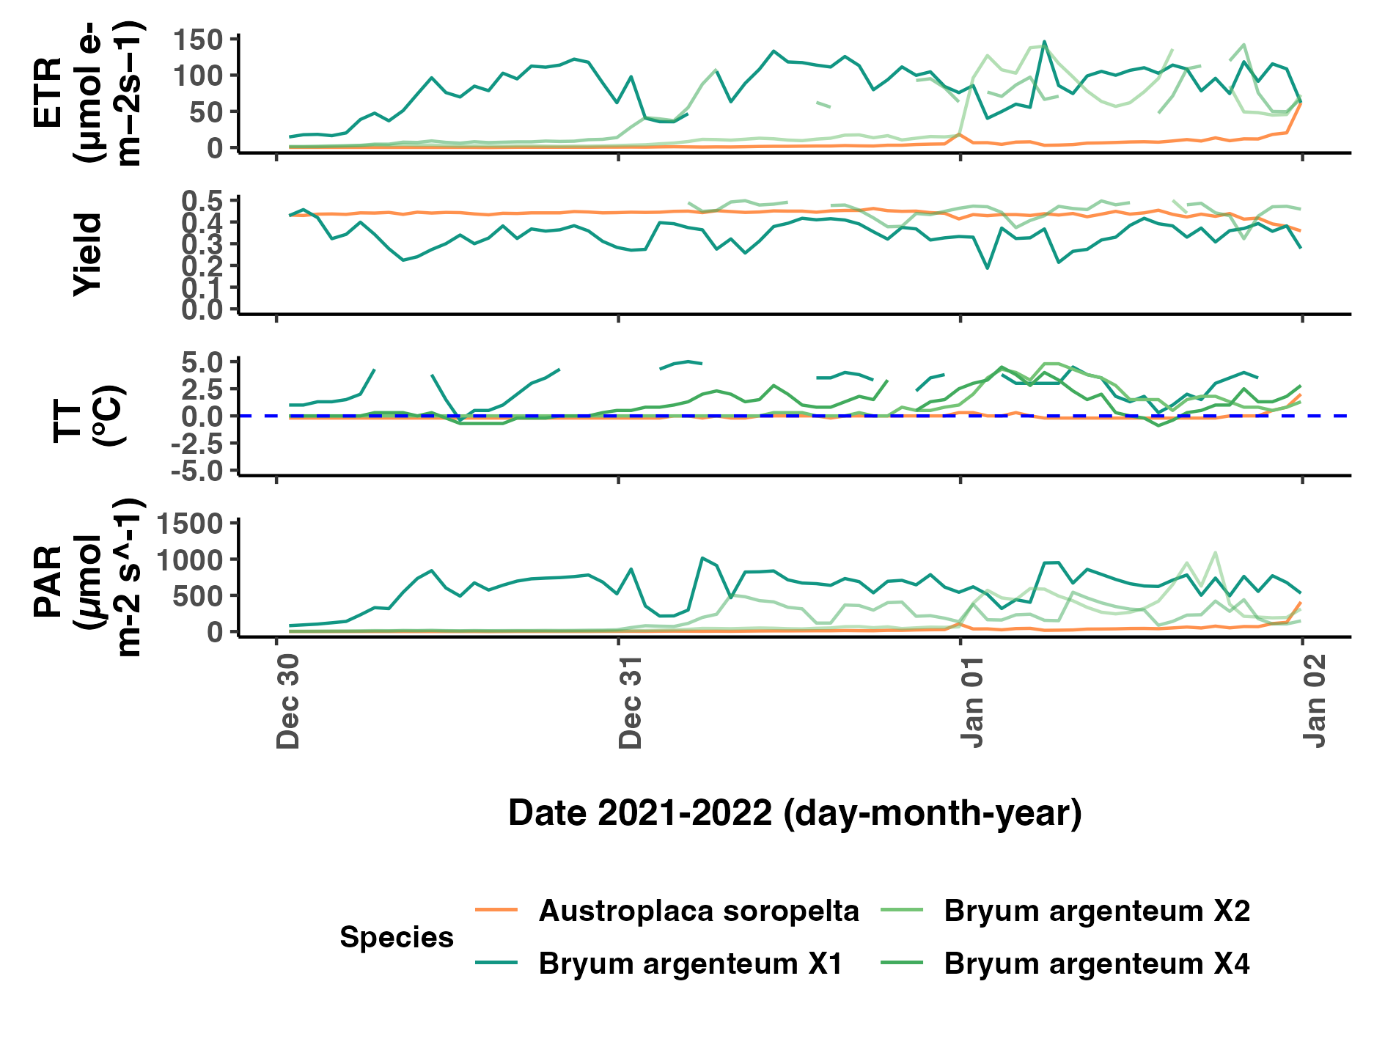 ETR
(μmol e-
m−2s−1)
150
100
50
0
Yield
0.5
0.4
0.3
0.2
0.1
0.0
TT
(ºC)
5.0
2.5
0.0
-2.5
-5.0
PAR
(μmol
m-2 s^-1)
1500
1000
500
0
Dec 30
Dec 31
Jan 01
Jan 02
Date 2021-2022 (day-month-year)
Species
Austroplaca soropelta
Bryum argenteum X2
Bryum argenteum X1
Bryum argenteum X4